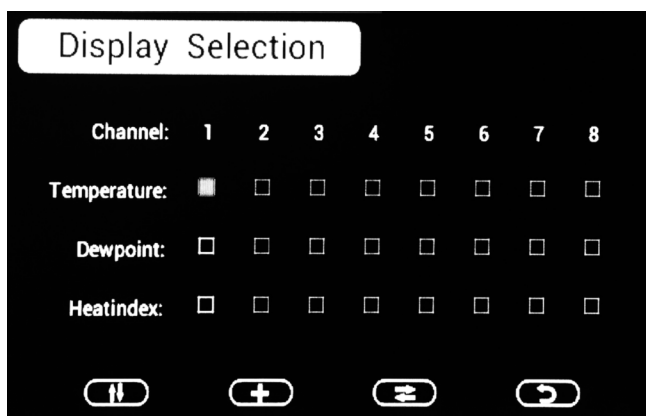 Display Selection
Channel: 1 2 3 4 5 6 7 8
Temperature:
Dewpoint:
Heatindex: